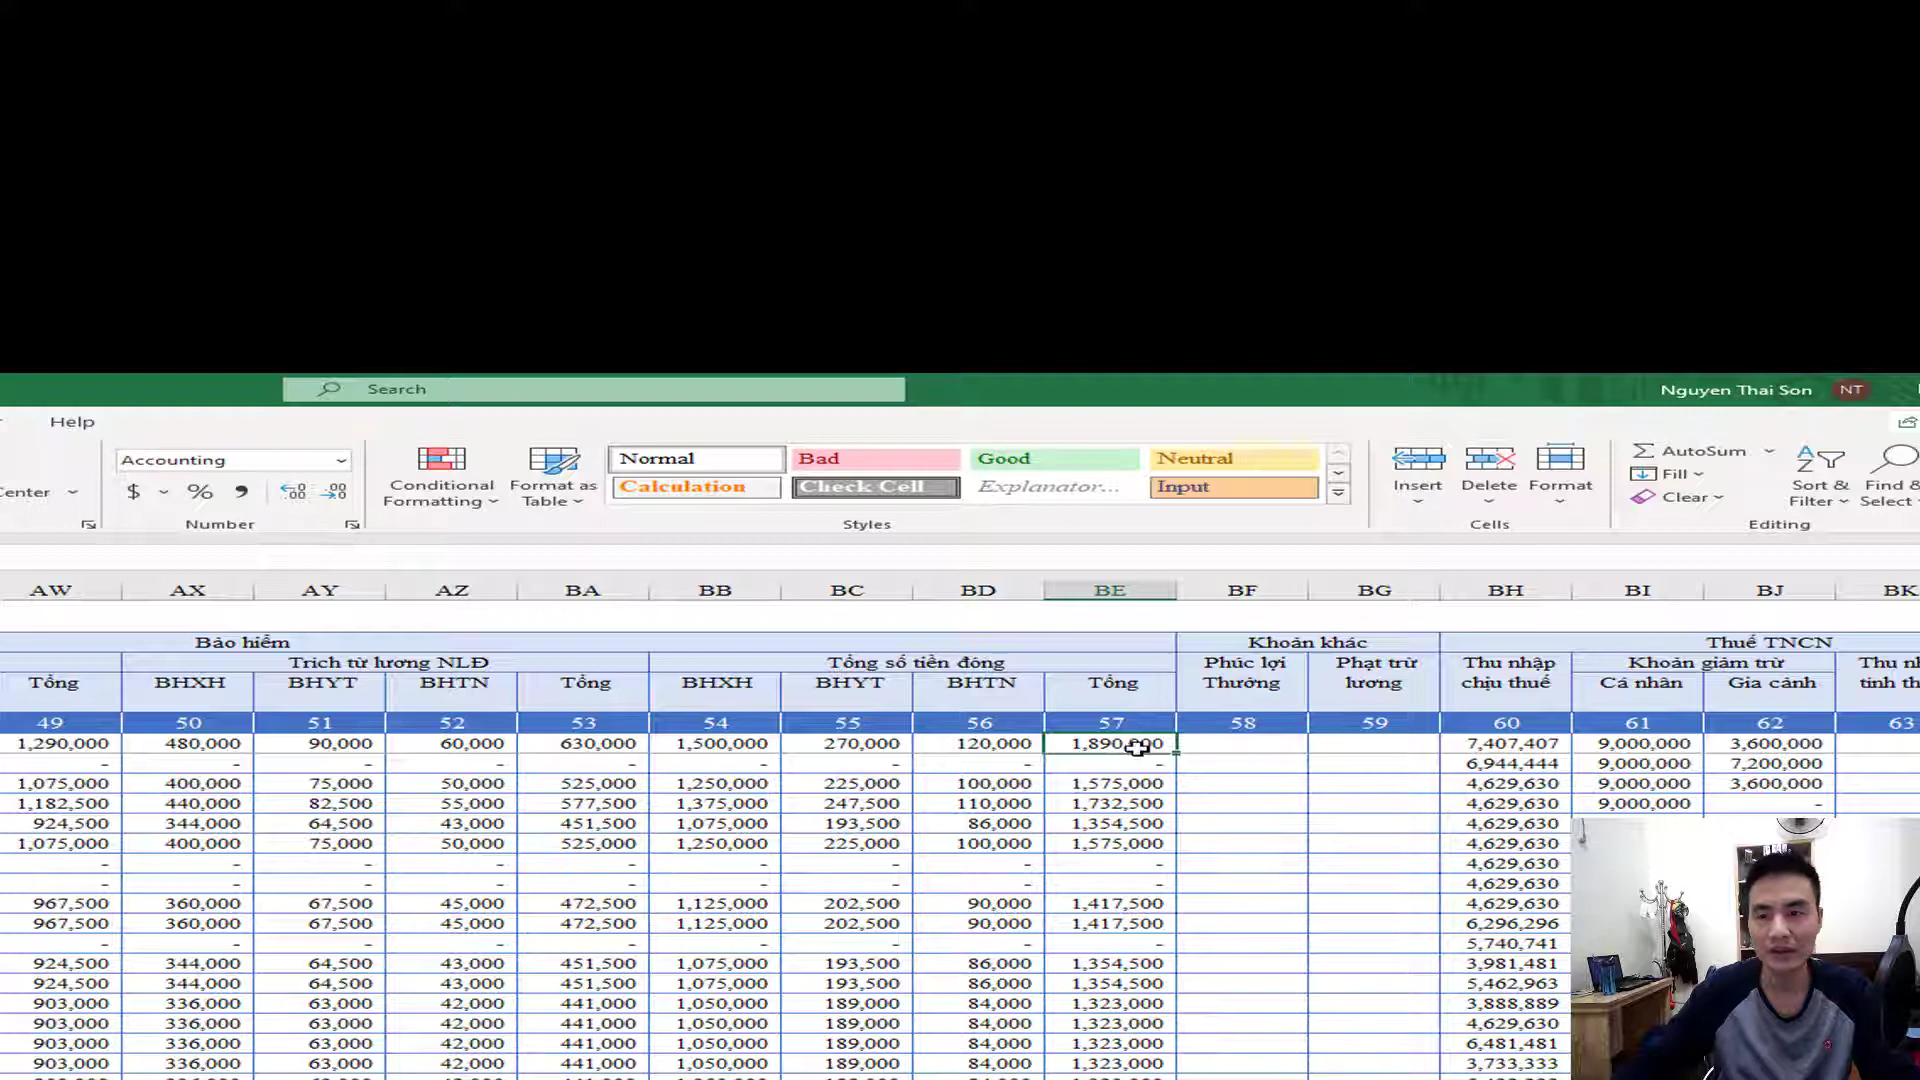 Search
Nguyen Thai Son NT
Help
Accounting
Center
$ % ,
Conditional Formatting
Format as Table
Normal Bad Good Neutral
Calculation Check Cell Explanator... Input
Insert Delete Format
AutoSum
Fill
Clear
Sort & Filter
Find & Select
Number Styles Cells Editing
AW AX AY AZ BA BB BC BD BE BF BG BH BI BJ BK
Bảo hiểm Khoản khác Thuế TNCN
Trích từ lương NLĐ Tổng số tiền đóng Phúc lợi Thưởng Phạt trừ lương Thu nhập chịu thuế Khoản giảm trừ
Tổng BHXH BHYT BHTN Tổng BHXH BHYT BHTN Tổng Cá nhân Gia cảnh
49 50 51 52 53 54 55 56 57 58 59 60 61 62 63
1,290,000 480,000 90,000 60,000 630,000 1,500,000 270,000 120,000 7,407,407 9,000,000 3,600,000
- - - - - - - - - 6,944,444 9,000,000 7,200,000
1,075,000 400,000 75,000 50,000 525,000 1,250,000 225,000 100,000 1,575,000 4,629,630 9,000,000 3,600,000
1,182,500 440,000 82,500 55,000 577,500 1,375,000 247,500 110,000 1,732,500 4,629,630 9,000,000 -
924,500 344,000 64,500 43,000 451,500 1,075,000 193,500 86,000 1,354,500 4,629,630
1,075,000 400,000 75,000 50,000 525,000 1,250,000 225,000 100,000 1,575,000 4,629,630
- - - - - - - - - 4,629,630
- - - - - - - - - 4,629,630
967,500 360,000 67,500 45,000 472,500 1,125,000 202,500 90,000 1,417,500 4,629,630
967,500 360,000 67,500 45,000 472,500 1,125,000 202,500 90,000 1,417,500 6,296,296
- - - - - - - - - 5,740,741
924,500 344,000 64,500 43,000 451,500 1,075,000 193,500 86,000 1,354,500 3,981,481
924,500 344,000 64,500 43,000 451,500 1,075,000 193,500 86,000 1,354,500 5,462,963
903,000 336,000 63,000 42,000 441,000 1,050,000 189,000 84,000 1,323,000 3,888,889
903,000 336,000 63,000 42,000 441,000 1,050,000 189,000 84,000 1,323,000 4,629,630
903,000 336,000 63,000 42,000 441,000 1,050,000 189,000 84,000 1,323,000 6,481,481
903,000 336,000 63,000 42,000 441,000 1,050,000 189,000 84,000 1,323,000 3,733,333